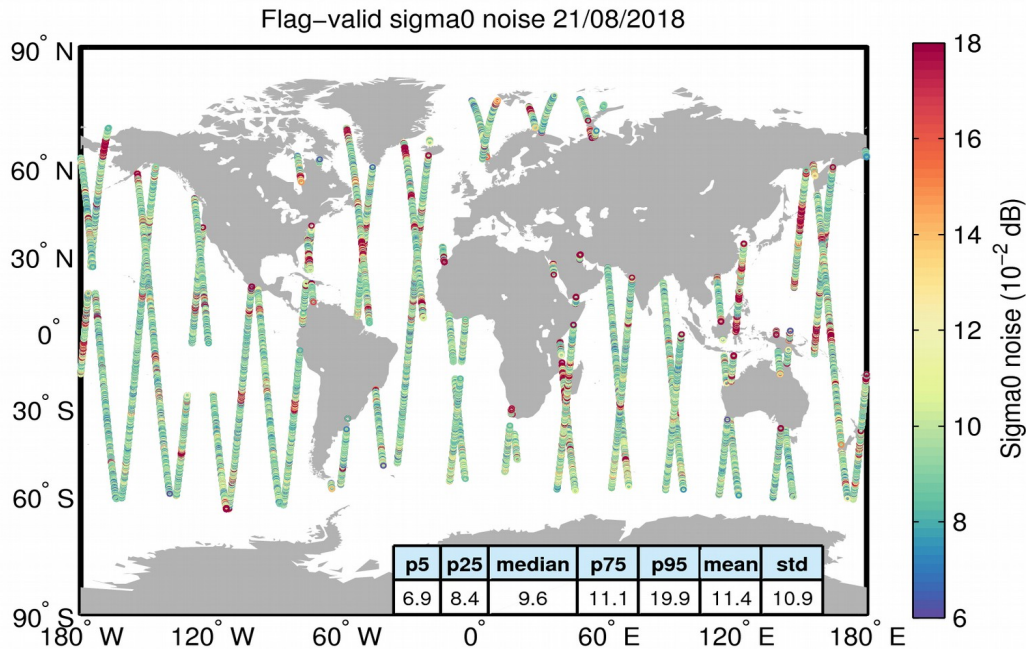 Flag−valid sigma0 noise 21/08/2018
90° N
60° N
30° N
0°
30° S
60° S
90° S
180° W
120° W
60° W
0°
60° E
120° E
180° E
p5 p25 median p75 p95 mean std
6.9 8.4 9.6 11.1 19.9 11.4 10.9
18
16
14
12
10
8
6
Sigma0 noise (10⁻² dB)